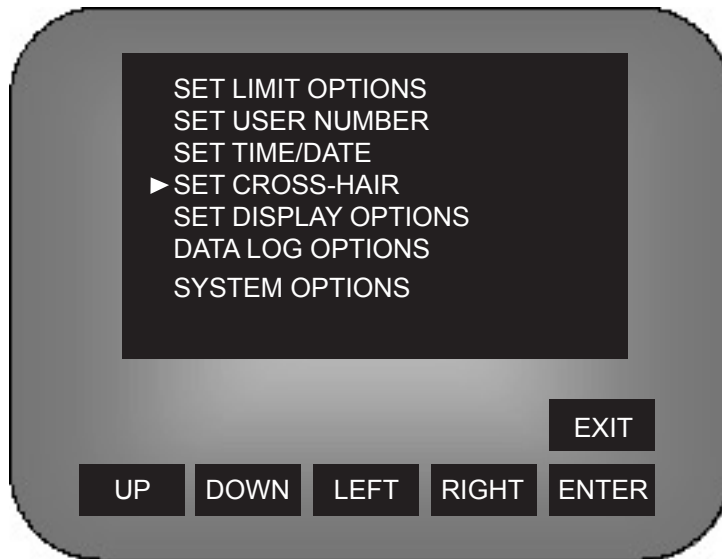 SET LIMIT OPTIONS
SET USER NUMBER
SET TIME/DATE
►SET CROSS-HAIR
SET DISPLAY OPTIONS
DATA LOG OPTIONS
SYSTEM OPTIONS
EXIT
UP DOWN LEFT RIGHT ENTER